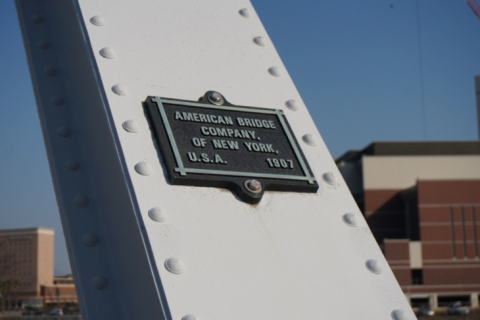 AMERICAN BRIDGE
COMPANY,
OF NEW YORK,
U.S.A. 1907